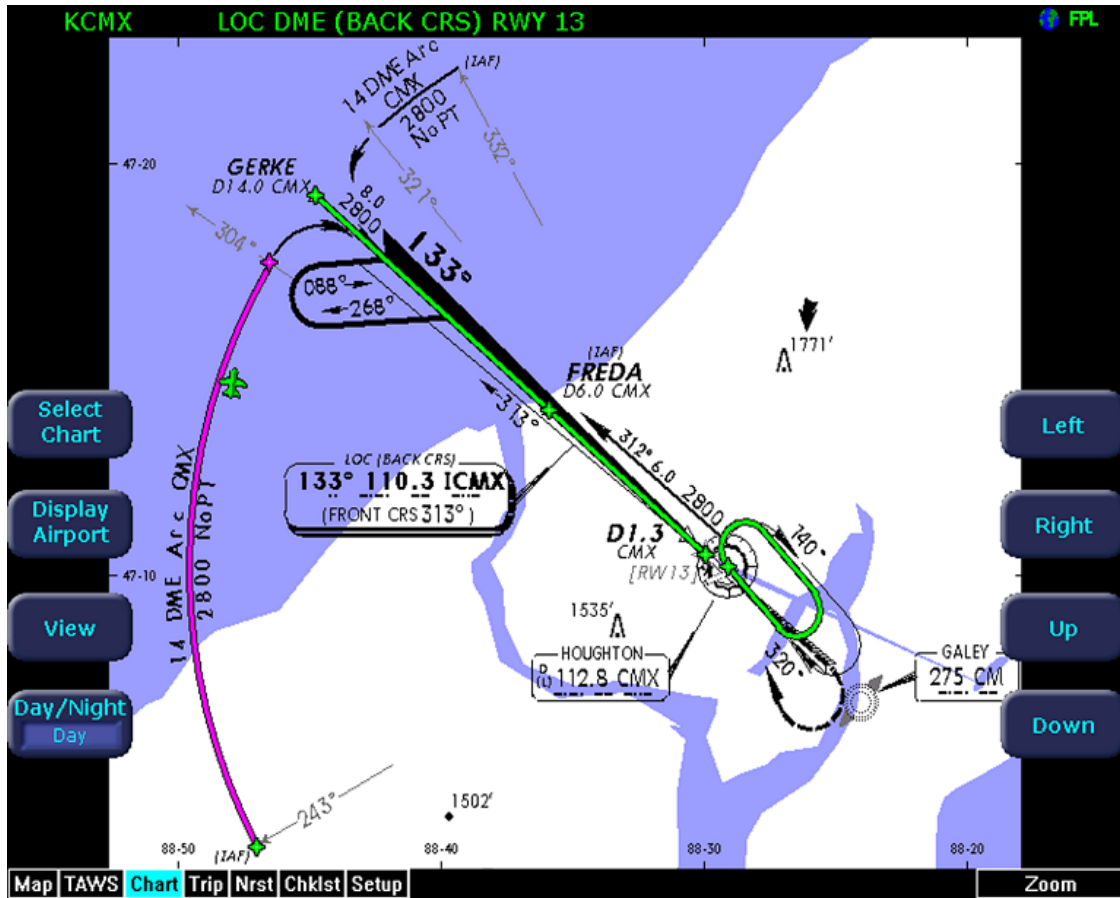 KCMX LOC DME (BACK CRS) RWY 13 FPL
14 DME Arc
CMX
2800
NoPT
(IAF)
332°
321°
47-20
GERKE
D14.0 CMX
8.0
2800
133°
304°
088°
268°
1771'
(IAF)
FREDA
D6.0 CMX
313°
312° 6.0 2800
LOC (BACK CRS)
133° 110.3 ICMX
(FRONT CRS 313°)
D1.3
CMX
[RW13]
140°
14 DME Arc CMX
2800 NoPT
47-10
1535'
HOUGHTON
D
(L) 112.8 CMX
320°
GALEY
275 CM
243°
1502'
(IAF)
88-50
88-40
88-30
88-20
Select
Chart
Display
Airport
View
Day/Night
Day
Left
Right
Up
Down
Map TAWS Chart Trip Nrst Chklst Setup Zoom